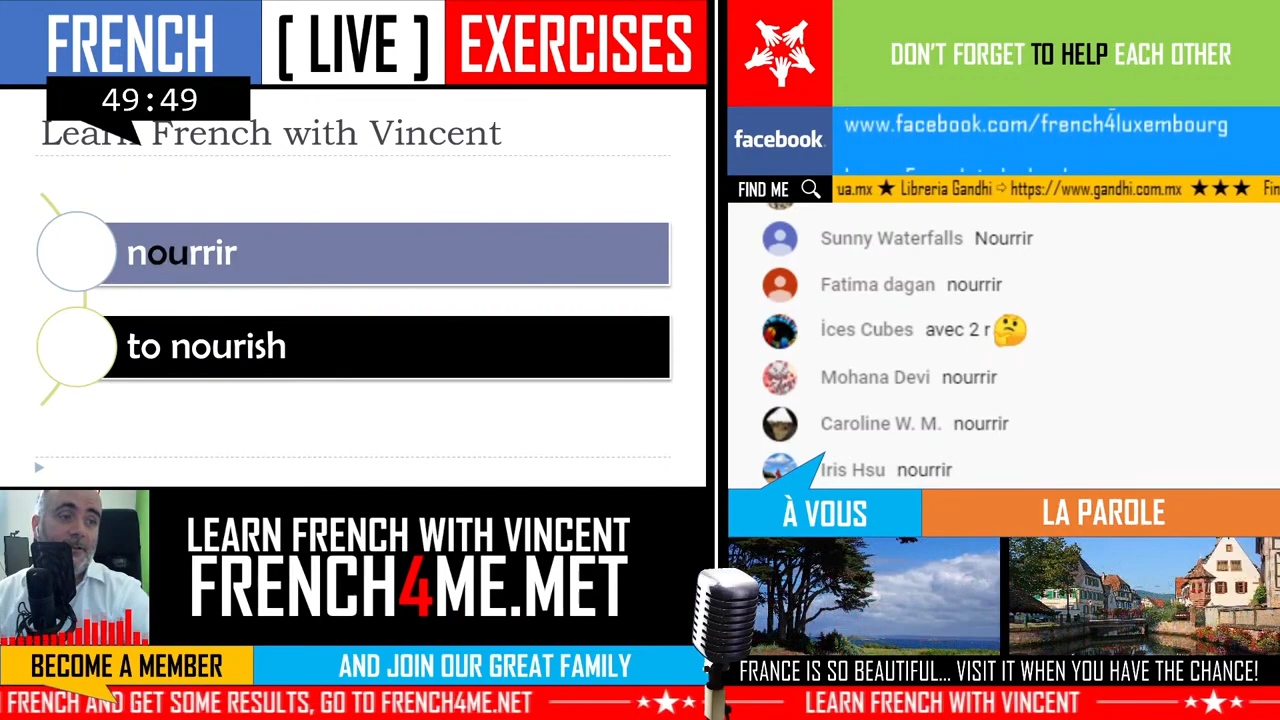 FRENCH [ LIVE ] EXERCISES
49:49
Learn French with Vincent
nourrir
to nourish
LEARN FRENCH WITH VINCENT
FRENCH4ME.MET
BECOME A MEMBER AND JOIN OUR GREAT FAMILY
FRENCH AND GET SOME RESULTS, GO TO FRENCH4ME.NET
LEARN FRENCH WITH VINCENT
DON'T FORGET TO HELP EACH OTHER
facebook.
www.facebook.com/french4luxembourg
FIND ME
ua.mx ★ Libreria Gandhi ⇨ https://www.gandhi.com.mx ★★★ Fin
Sunny Waterfalls Nourrir
Fatima dagan nourrir
İces Cubes avec 2 r 🤔
Mohana Devi nourrir
Caroline W. M. nourrir
Iris Hsu nourrir
À VOUS LA PAROLE
FRANCE IS SO BEAUTIFUL... VISIT IT WHEN YOU HAVE THE CHANCE!